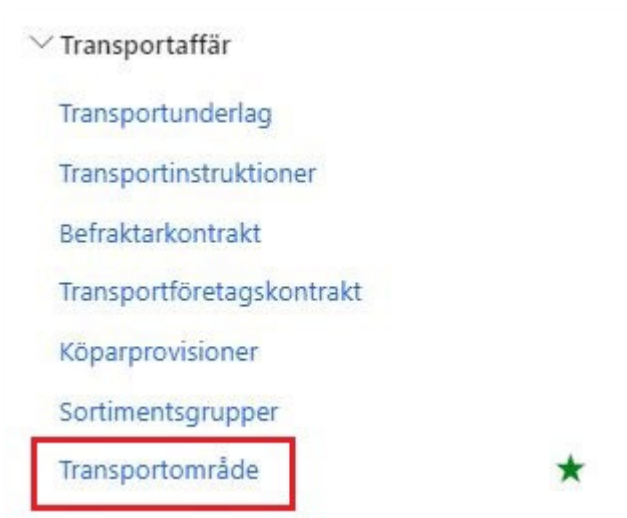 Transportaffär
Transportunderlag
Transportinstruktioner
Befraktarkontrakt
Transportföretagskontrakt
Köparprovisioner
Sortimentsgrupper
Transportområde